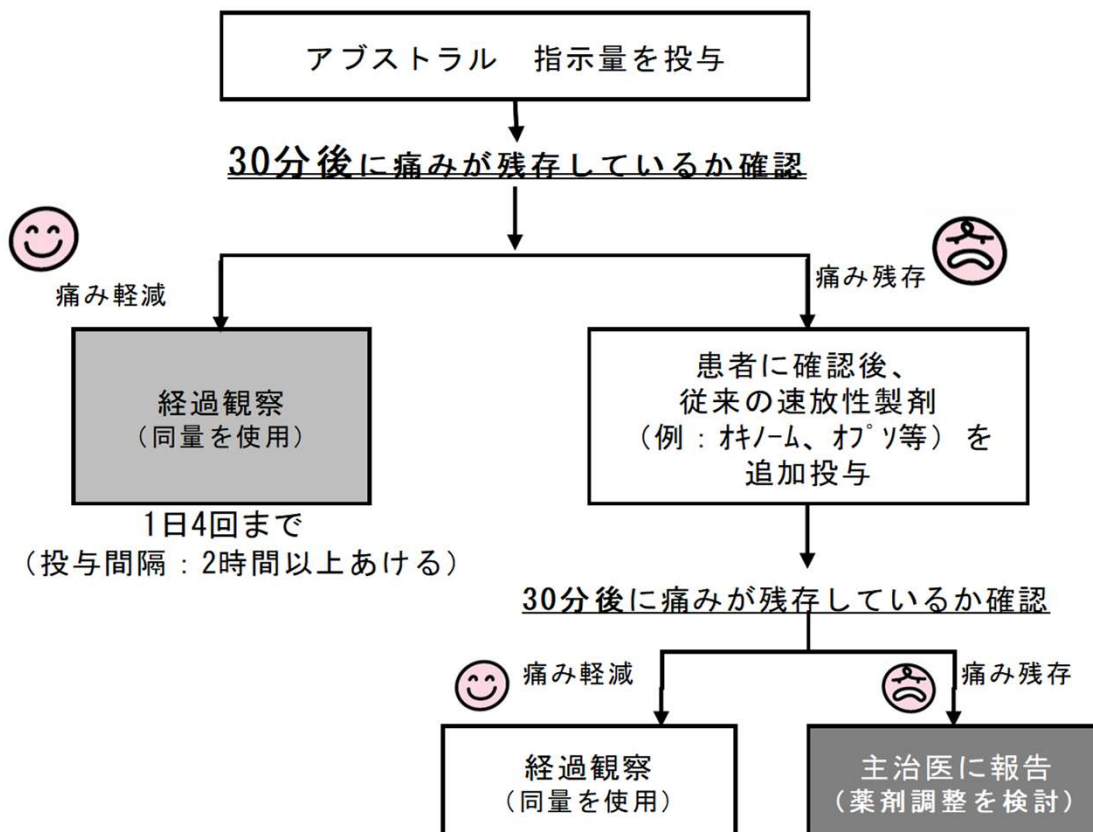 アブストラル　指示量を投与
30分後に痛みが残存しているか確認
痛み軽減
痛み残存
経過観察
（同量を使用）
1日4回まで
（投与間隔：2時間以上あける）
患者に確認後、
従来の速放性製剤
（例：ｵｷﾉｰﾑ、ｵﾌﾟｿ等）を
追加投与
30分後に痛みが残存しているか確認
痛み軽減
痛み残存
経過観察
（同量を使用）
主治医に報告
（薬剤調整を検討）